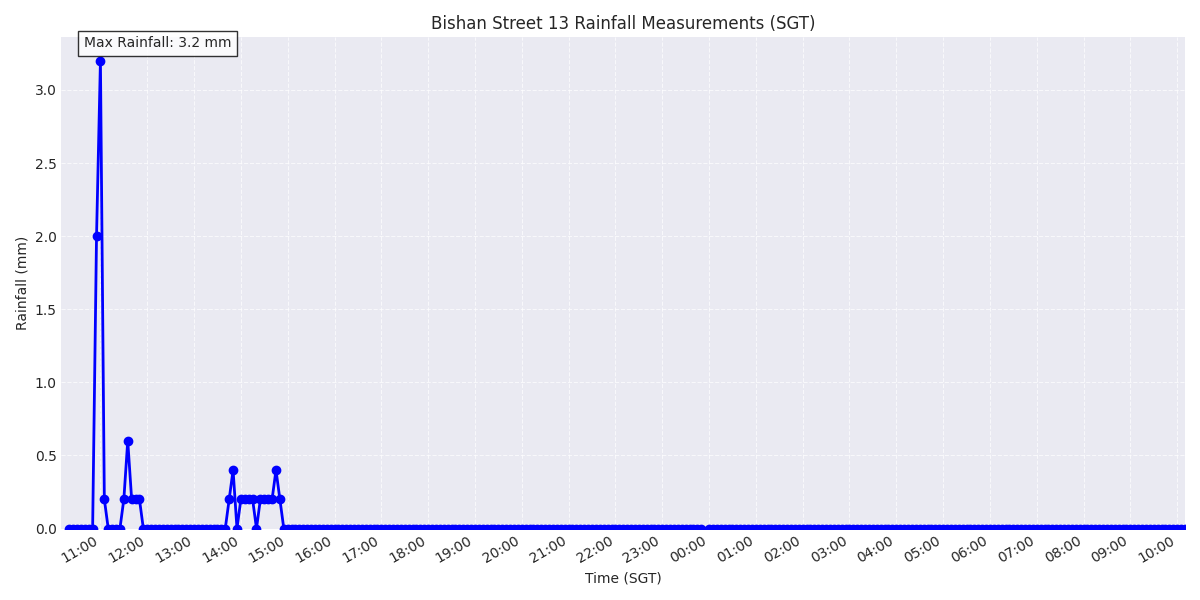 Bishan Street 13 Rainfall Measurements (SGT)
Max Rainfall: 3.2 mm
Rainfall (mm)
3.0
2.5
2.0
1.5
1.0
0.5
0.0
11:00 12:00 13:00 14:00 15:00 16:00 17:00 18:00 19:00 20:00 21:00 22:00 23:00 00:00 01:00 02:00 03:00 04:00 05:00 06:00 07:00 08:00 09:00 10:00
Time (SGT)